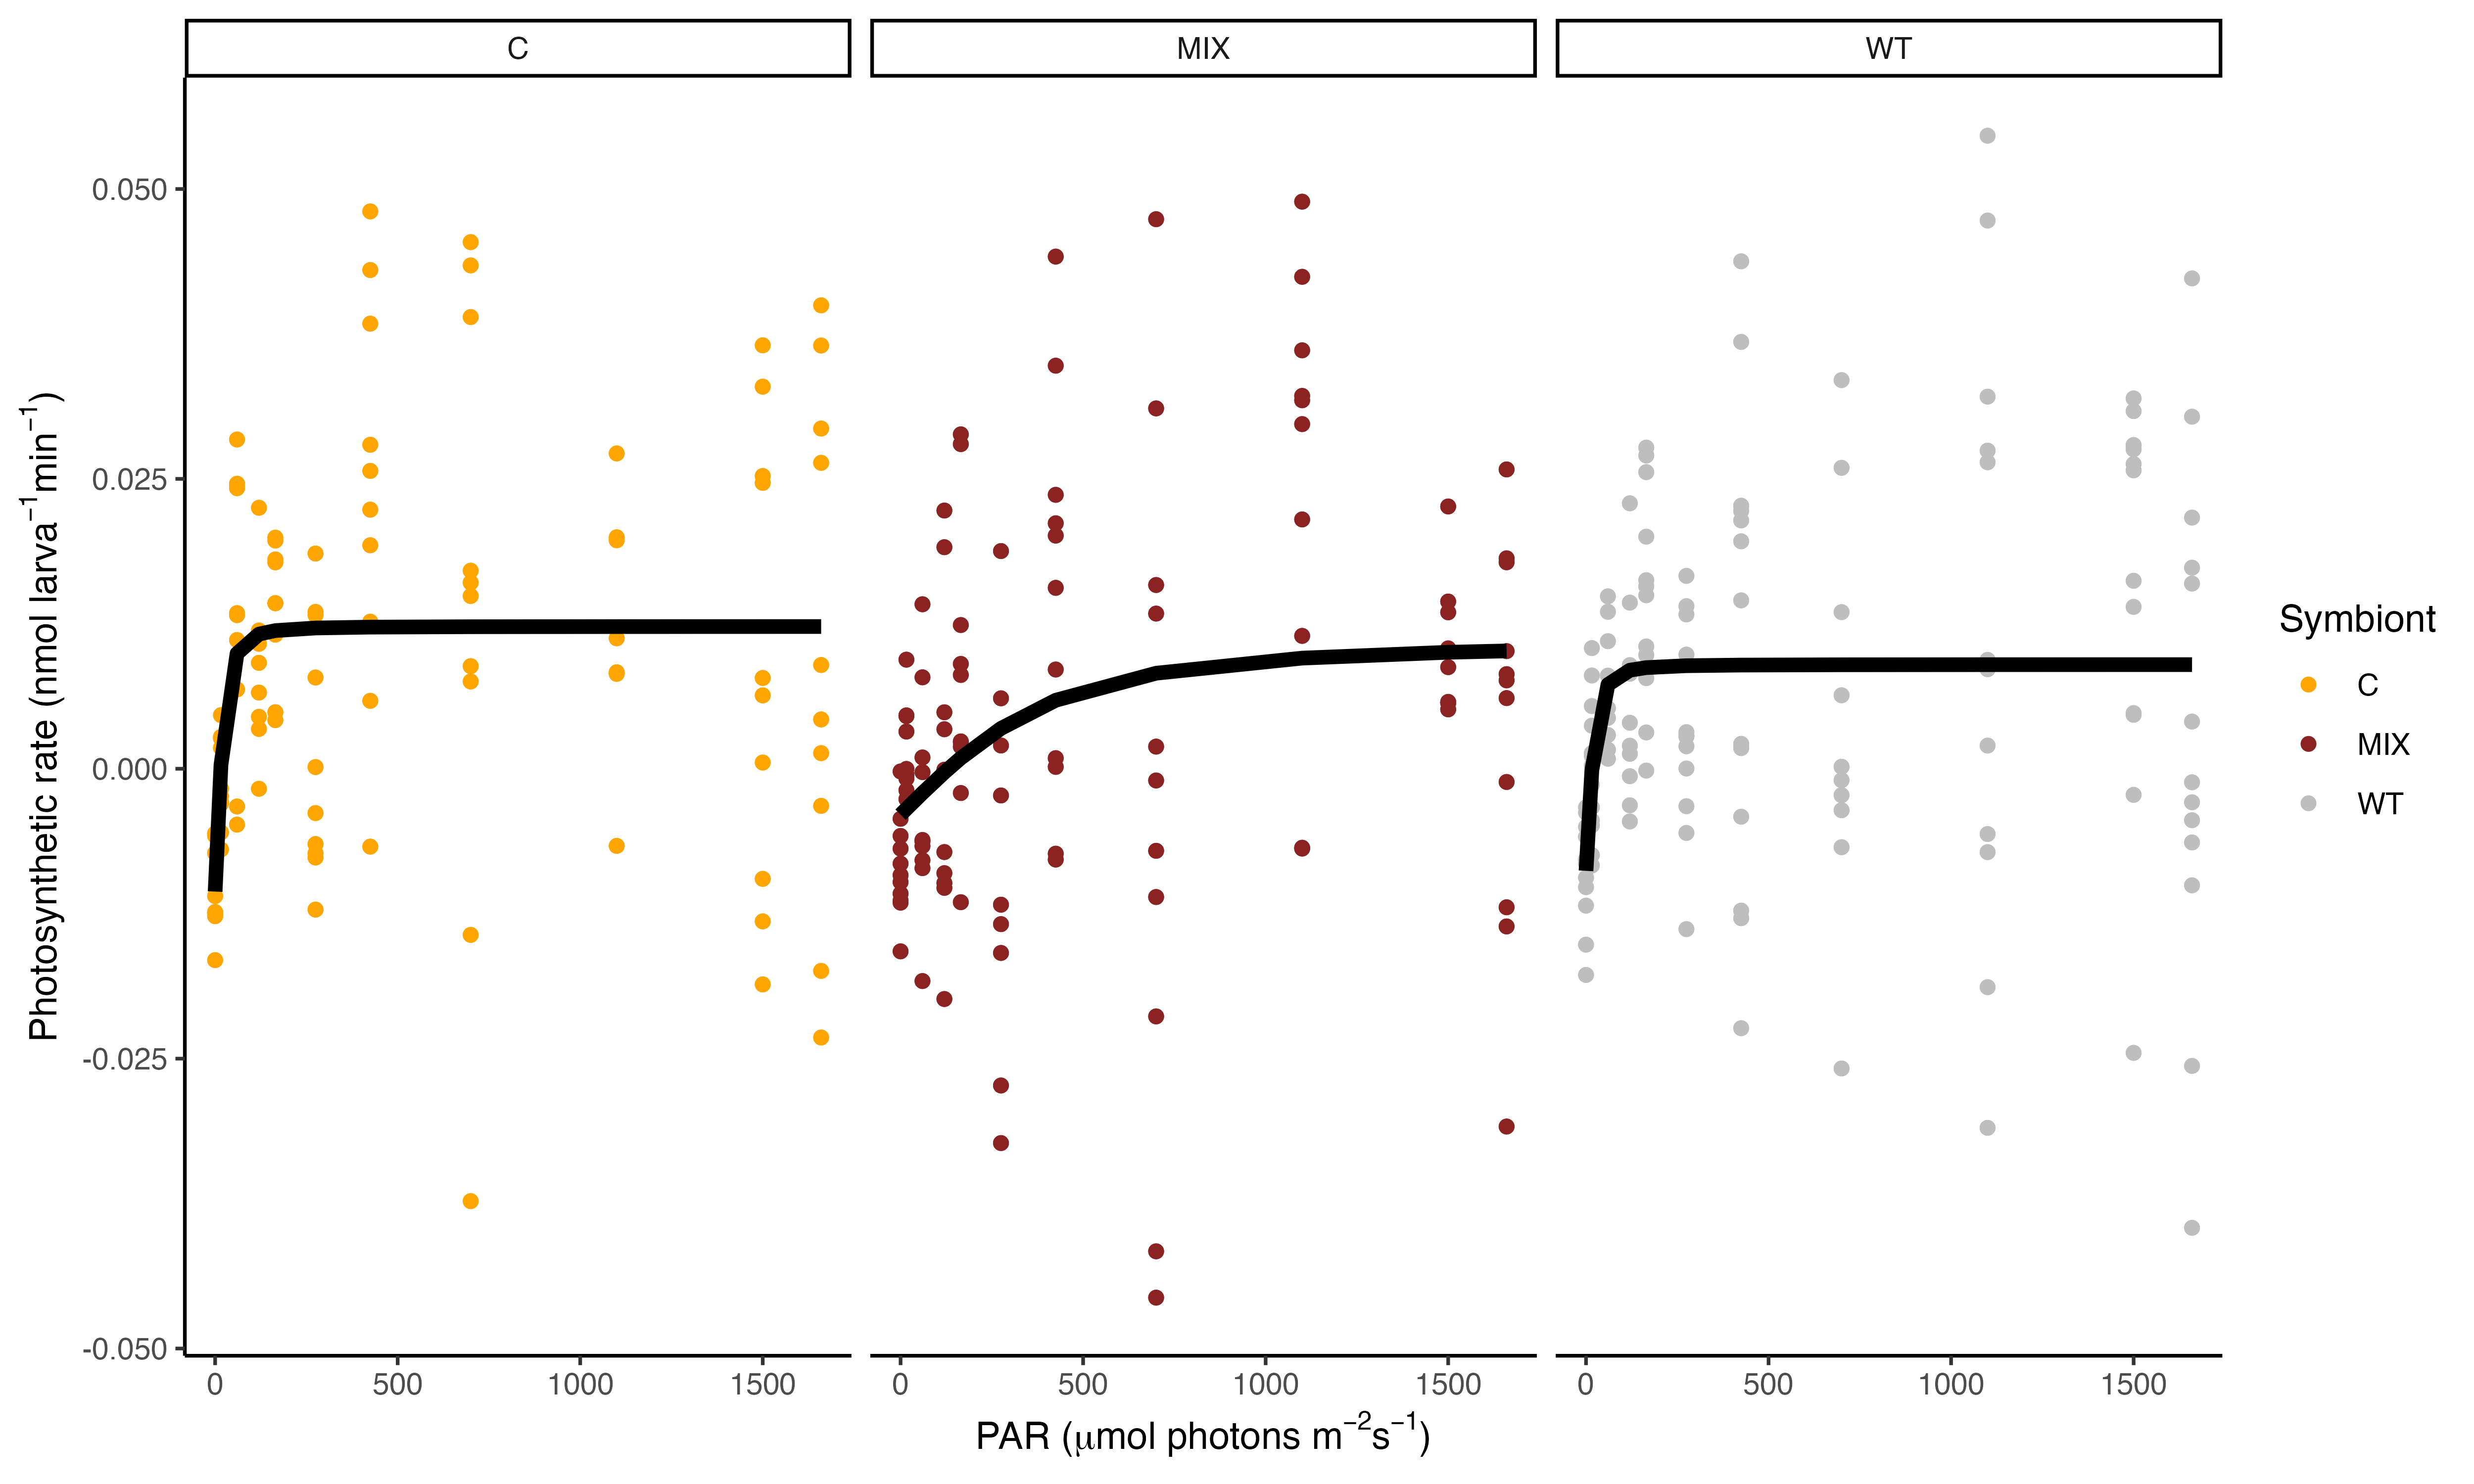 C MIX WT
Photosynthetic rate (nmol larva⁻¹min⁻¹)
0.050
0.025
0.000
-0.025
-0.050
0 500 1000 1500 0 500 1000 1500 0 500 1000 1500
PAR (μmol photons m⁻²s⁻¹)
Symbiont
C
MIX
WT